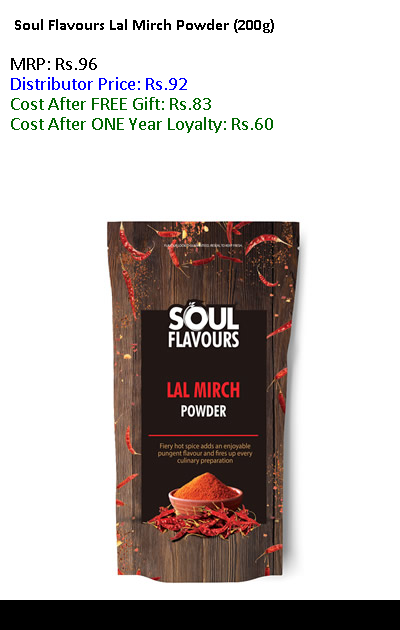 Soul Flavours Lal Mirch Powder (200g)
MRP: Rs.96
Distributor Price: Rs.92
Cost After FREE Gift: Rs.83
Cost After ONE Year Loyalty: Rs.60
SOUL
FLAVOURS
LAL MIRCH
POWDER
Fiery hot spice adds an enjoyable
pungent flavour and fires up every
culinary preparation